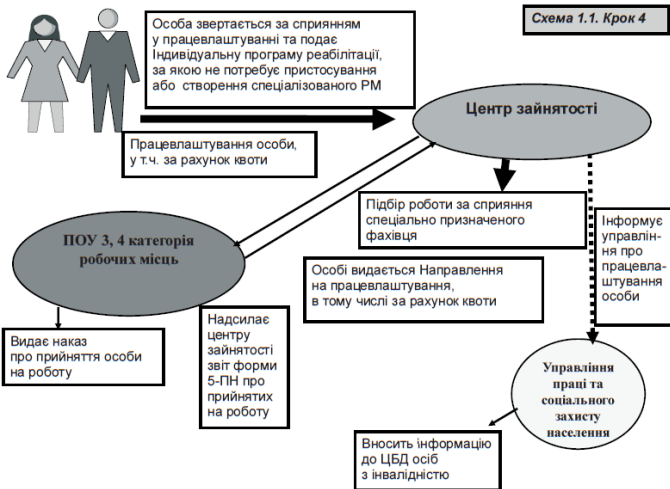 Схема 1.1. Крок 4
Особа звертається за сприянням
у працевлаштуванні та подає
Індивідуальну програму реабілітації,
за якою не потребує пристосування
або створення спеціалізованого РМ
Центр зайнятості
Працевлаштування особи,
у т.ч. за рахунок квоти
Підбір роботи за сприяння
спеціально призначеного
фахівця
Інформує
управлін-
ня про
працевла-
штування
особи
ПОУ 3, 4 категорія
робочих місць
Особі видається Направлення
на працевлаштування,
в тому числі за рахунок квоти
Видає наказ
про прийняття особи
на роботу
Надсилає
центру
зайнятості
звіт форми
5-ПН про
прийнятих
на роботу
Управління
праці та
соціального
захисту
населення
Вносить інформацію
до ЦБД осіб
з інвалідністю